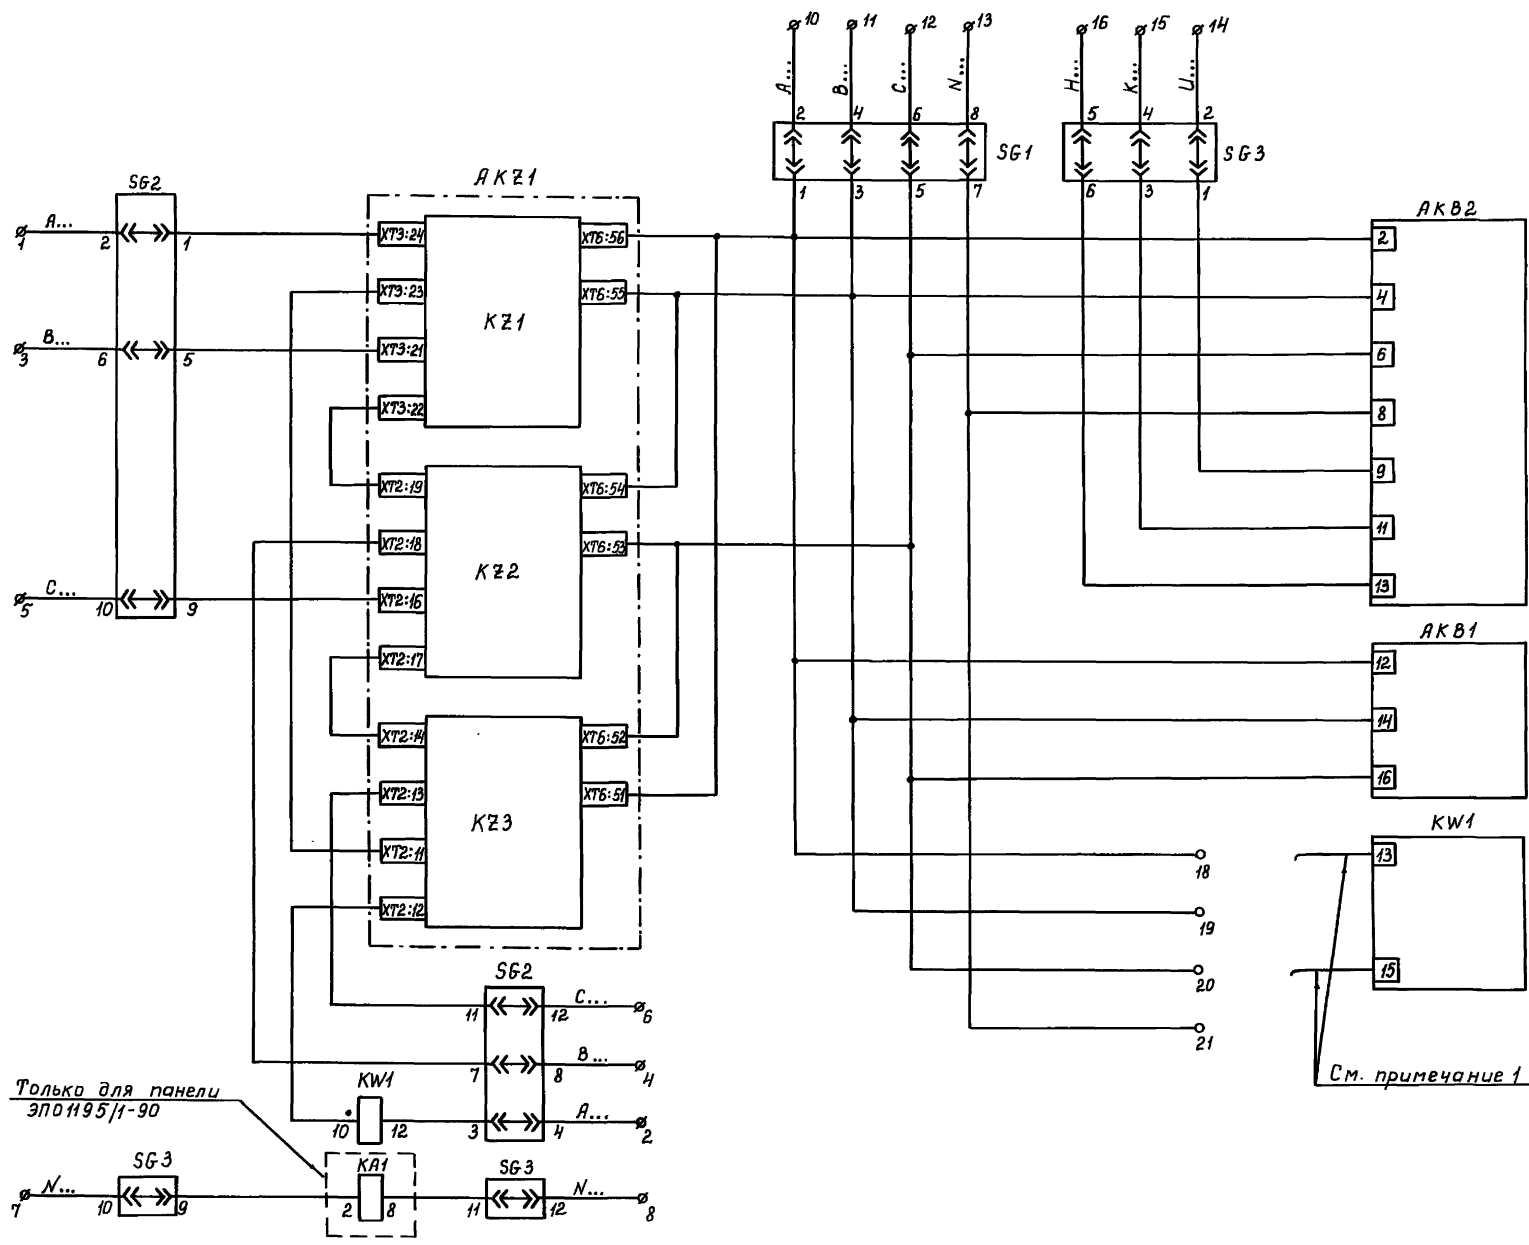 10 11 12 13 16 15 14
A... B... C... N... H... K... U...
2 4 6 8 5 4 2
SG1 SG3
1 3 5 7 6 3 1
SG2
AKZ1
AKB2
A...
1 2 1
XT3:24
XT6:56
2
XT3:23
XT6:55
4
KZ1
B...
3 6 5
XT3:21
6
XT3:22
8
XT2:19
XT6:54
9
XT2:18
XT6:53
11
KZ2
C...
5 10 9
XT2:16
13
AKB1
XT2:17
12
XT2:14
XT6:52
14
XT2:13
XT6:51
16
KZ3
KW1
XT2:11
13
18
XT2:12
19
SG2
15
20
C...
11 12 6
21
B...
7 8 4
См. примечание 1
Только для панели
ЭПО1195/1-90
KW1
A...
10 12 3 4 2
SG3
KA1
SG3
N...
7 10 9 2 8 11 12
N...
8